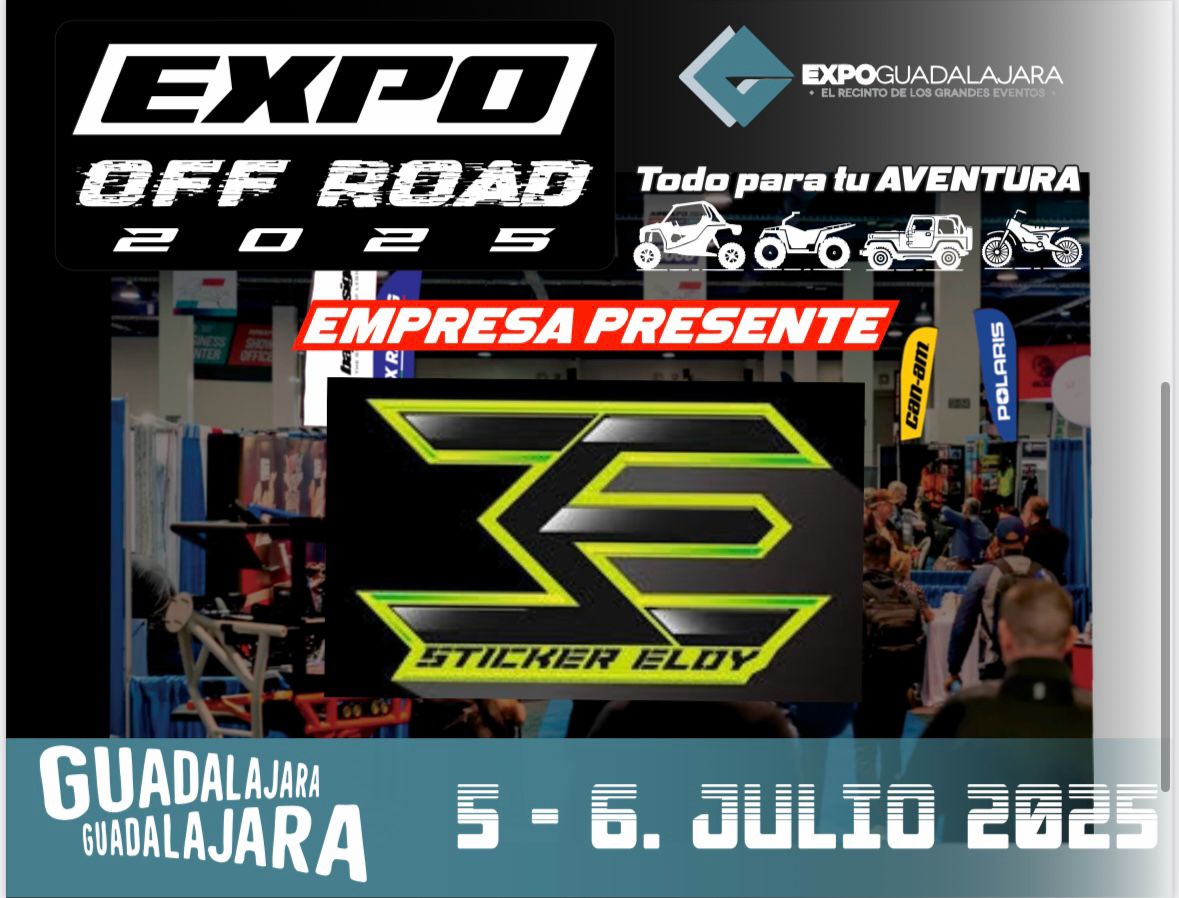 EXPO
OFF ROAD
2025
EXPOGUADALAJARA
• EL RECINTO DE LOS GRANDES EVENTOS •
Todo para tu AVENTURA
EMPRESA PRESENTE
can-am
POLARIS
STICKER ELOY
GUADALAJARA
GUADALAJARA
5 - 6. JULIO 2025